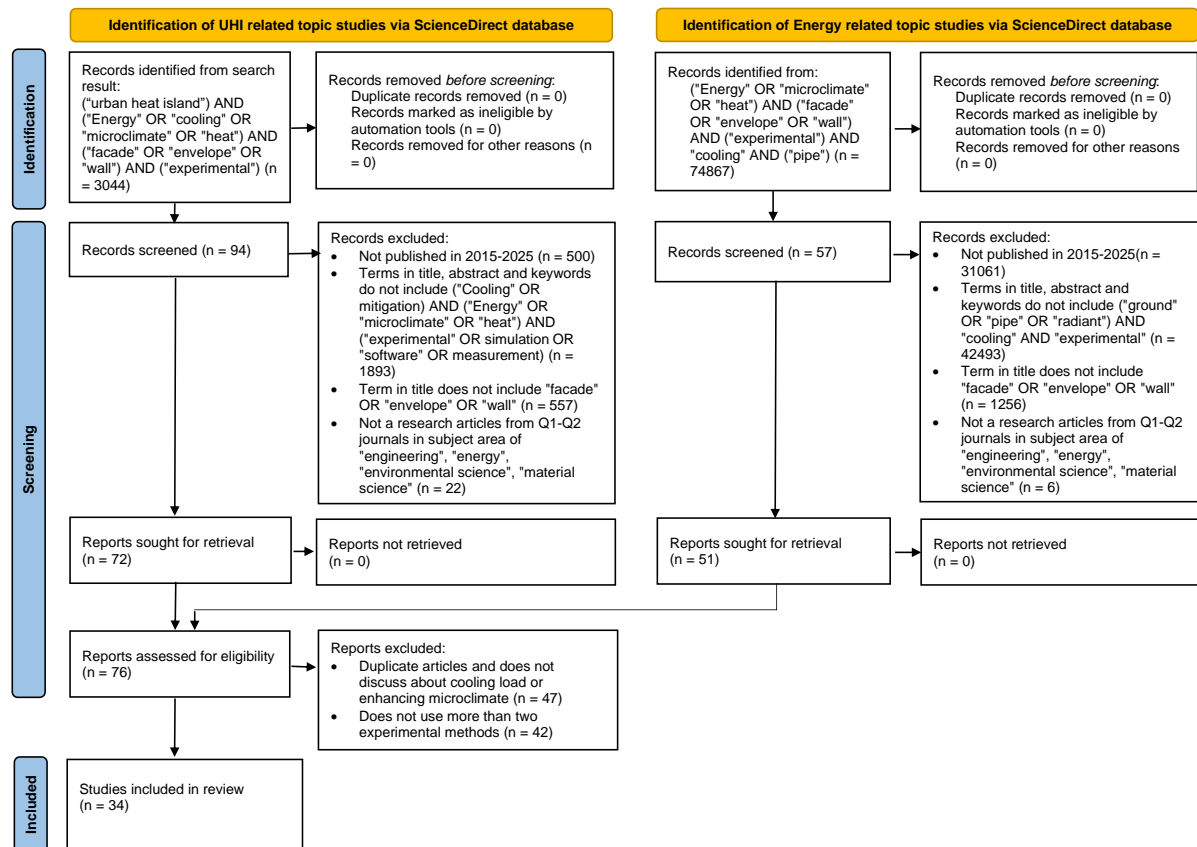 Identification of UHI related topic studies via ScienceDirect database
Identification of Energy related topic studies via ScienceDirect database
Identification
Records identified from search
result:
("urban heat island") AND
("Energy" OR "cooling" OR
"microclimate" OR "heat") AND
("facade" OR "envelope" OR
"wall") AND ("experimental") (n
= 3044)
Records removed before screening:
Duplicate records removed (n = 0)
Records marked as ineligible by
automation tools (n = 0)
Records removed for other reasons (n
= 0)
Records identified from:
("Energy" OR "microclimate"
OR "heat") AND ("facade"
OR "envelope" OR "wall")
AND ("experimental") AND
"cooling" AND ("pipe") (n =
74867)
Records removed before screening:
Duplicate records removed (n = 0)
Records marked as ineligible by
automation tools (n = 0)
Records removed for other reasons
(n = 0)
Screening
Records screened (n = 94)
Records excluded:
• Not published in 2015-2025 (n = 500)
• Terms in title, abstract and keywords
do not include ("Cooling" OR
mitigation) AND ("Energy" OR
"microclimate" OR "heat") AND
("experimental" OR simulation OR
"software" OR measurement) (n =
1893)
• Term in title does not include "facade"
OR "envelope" OR "wall" (n = 557)
• Not a research articles from Q1-Q2
journals in subject area of
"engineering", "energy",
"environmental science", "material
science" (n = 22)
Records screened (n = 57)
Records excluded:
• Not published in 2015-2025(n =
31061)
• Terms in title, abstract and
keywords do not include ("ground"
OR "pipe OR "radiant") AND
"cooling" AND "experimental" (n =
42493)
• Term in title does not include
"facade" OR "envelope" OR "wall"
(n = 1256)
• Not a research articles from Q1-Q2
journals in subject area of
"engineering", "energy",
"environmental science", "material
science" (n = 6)
Reports sought for retrieval
(n = 72)
Reports not retrieved
(n = 0)
Reports sought for retrieval
(n = 51)
Reports not retrieved
(n = 0)
Reports assessed for eligibility
(n = 76)
Reports excluded:
• Duplicate articles and does not
discuss about cooling load or
enhancing microclimate (n = 47)
• Does not use more than two
experimental methods (n = 42)
Included
Studies included in review
(n = 34)